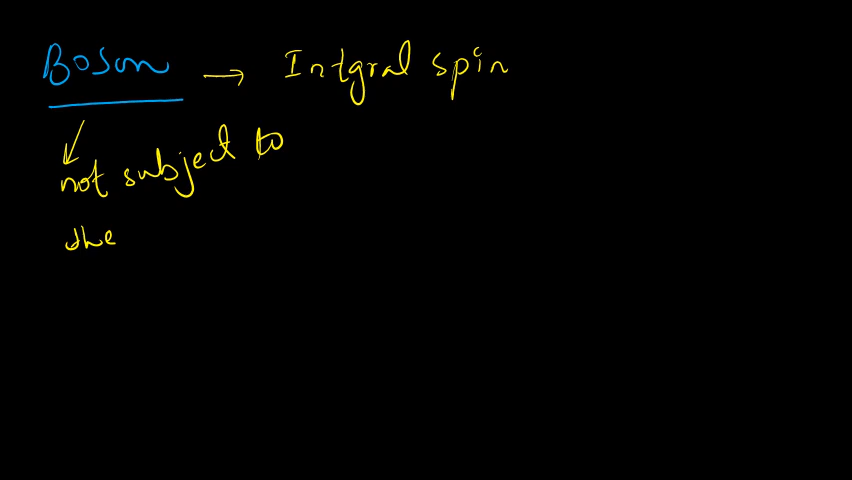 Boson → Intgral spin
not subject to
the